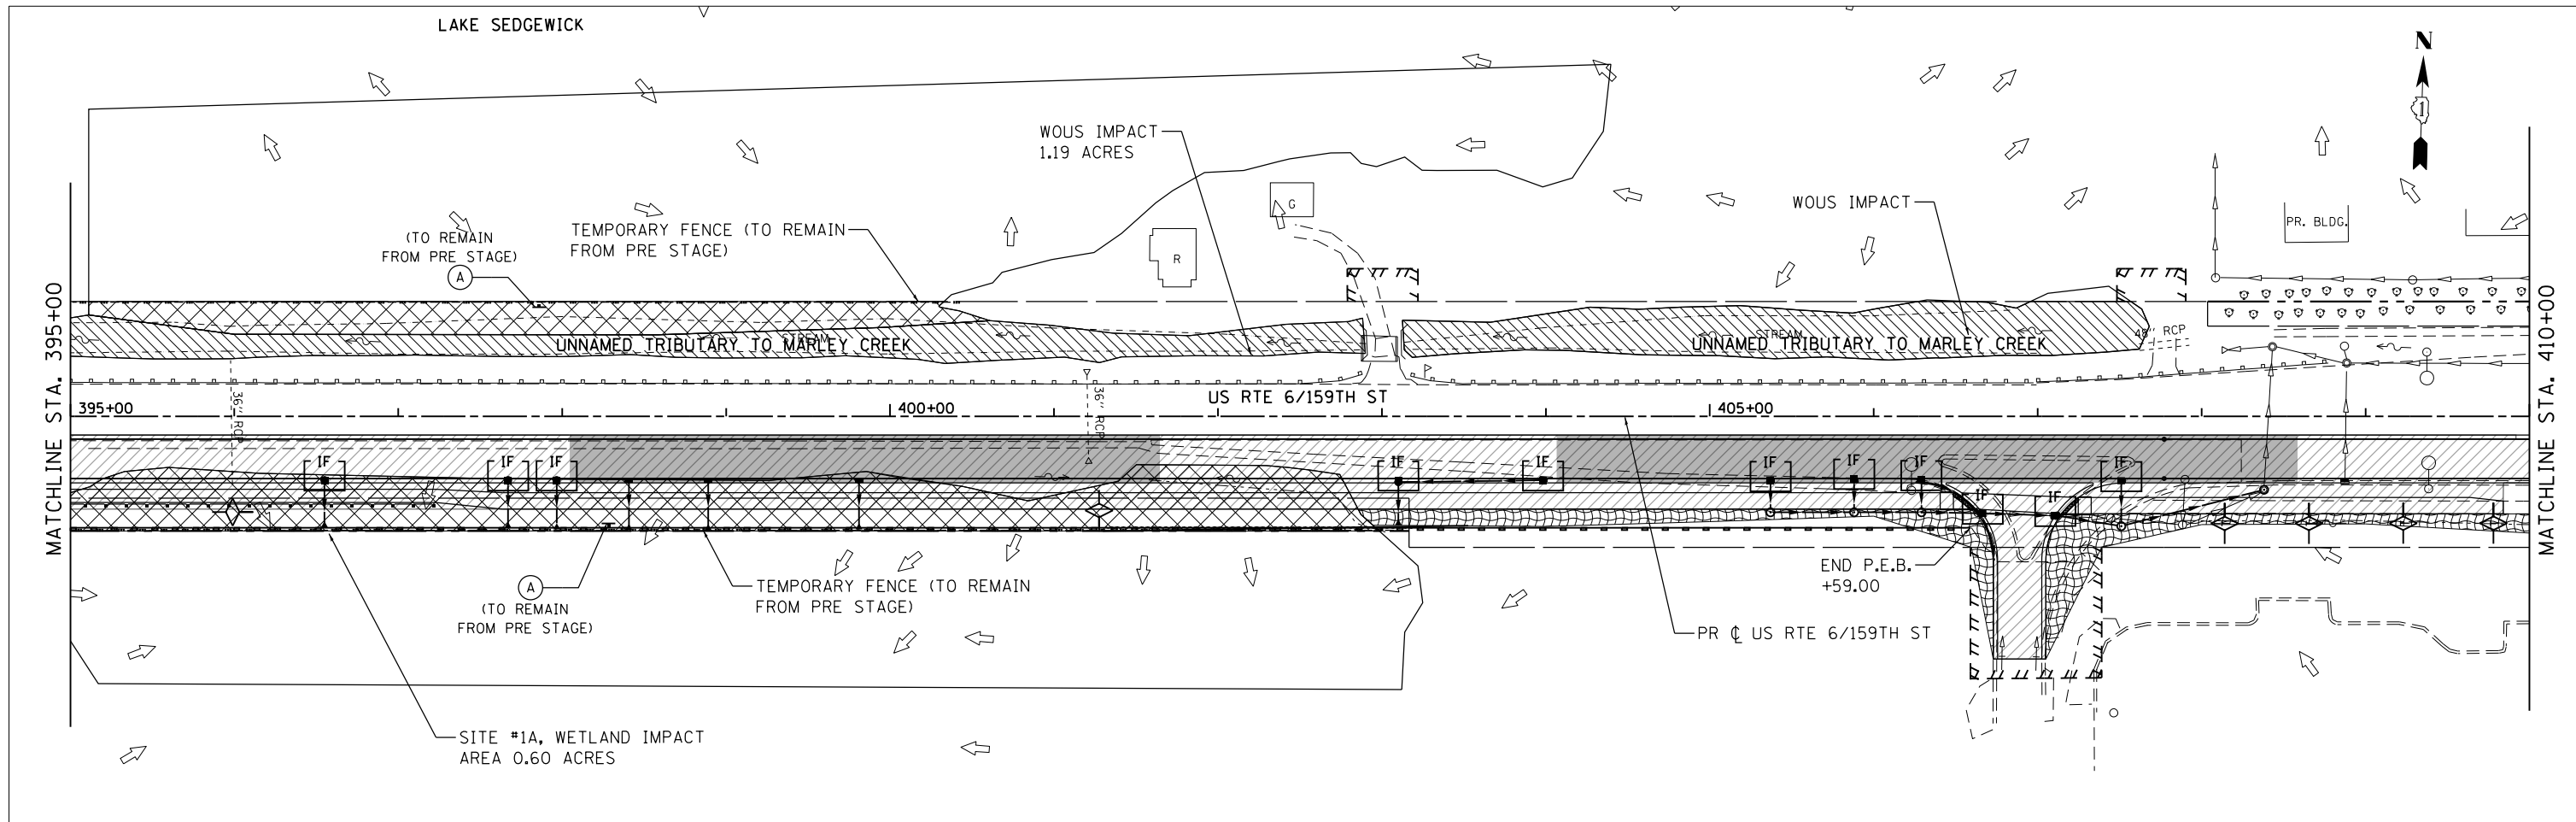 LAKE SEDGEWICK
N
1
WOUS IMPACT
1.19 ACRES
G
R
WOUS IMPACT
PR. BLDG.
(TO REMAIN
FROM PRE STAGE)
A
TEMPORARY FENCE (TO REMAIN
FROM PRE STAGE)
MATCHLINE STA. 395+00
MATCHLINE STA. 410+00
UNNAMED TRIBUTARY TO MARLEY CREEK
STREAM
UNNAMED TRIBUTARY TO MARLEY CREEK
48" RCP
P
36" RCP
36" RCP
US RTE 6/159TH ST
395+00
400+00
405+00
IF
IF
IF
IF
IF
IF
IF
IF
IF
IF
IF
A
(TO REMAIN
FROM PRE STAGE)
TEMPORARY FENCE (TO REMAIN
FROM PRE STAGE)
END P.E.B.
+59.00
PR ℄ US RTE 6/159TH ST
SITE #1A, WETLAND IMPACT
AREA 0.60 ACRES